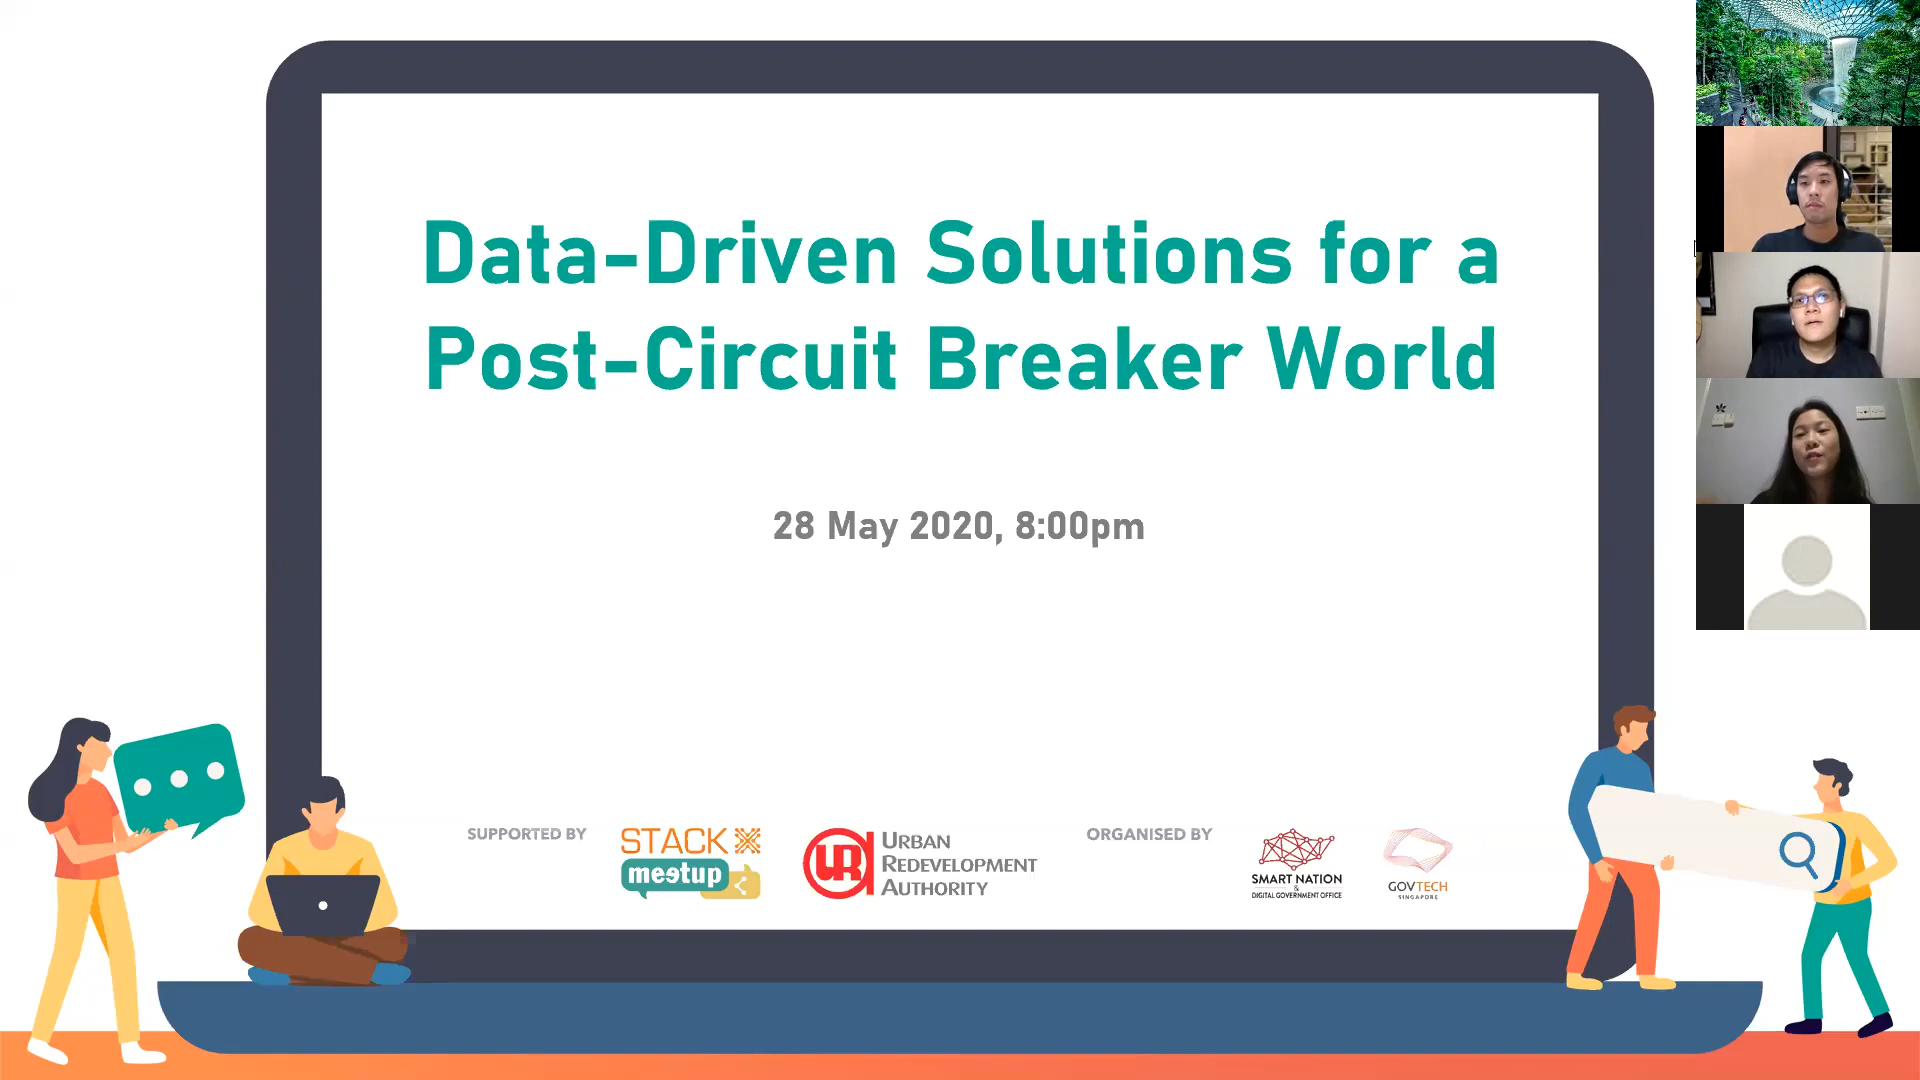 Data-Driven Solutions for a
Post-Circuit Breaker World
28 May 2020, 8:00pm
SUPPORTED BY
STACK
meetup
UR
URBAN
REDEVELOPMENT
AUTHORITY
ORGANISED BY
SMART NATION
&
DIGITAL GOVERNMENT OFFICE
GOVTECH
SINGAPORE